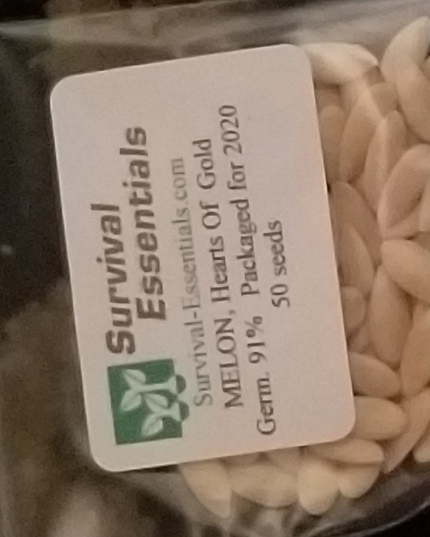 Survival
Essentials
Survival-Essentials.com
MELON, Hearts Of Gold
Germ. 91% Packaged for 2020
50 seeds